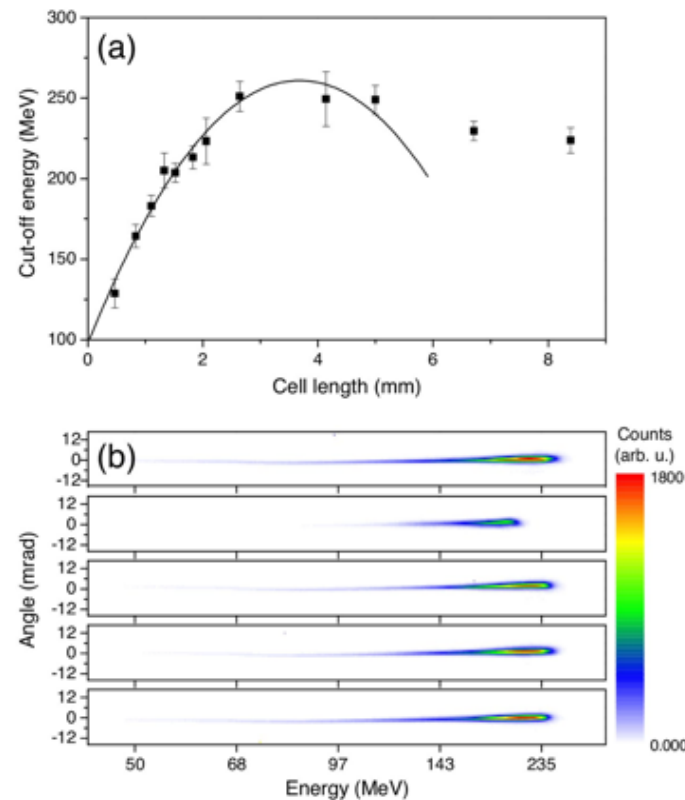 300
(a)
250
200
150
100
Cut-off energy (MeV)
0 2 4 6 8
Cell length (mm)
(b)
Counts
(arb. u.)
1800
0.000
12
0
-12
12
0
-12
12
0
-12
12
0
-12
12
0
-12
Angle (mrad)
50 68 97 143 235
Energy (MeV)